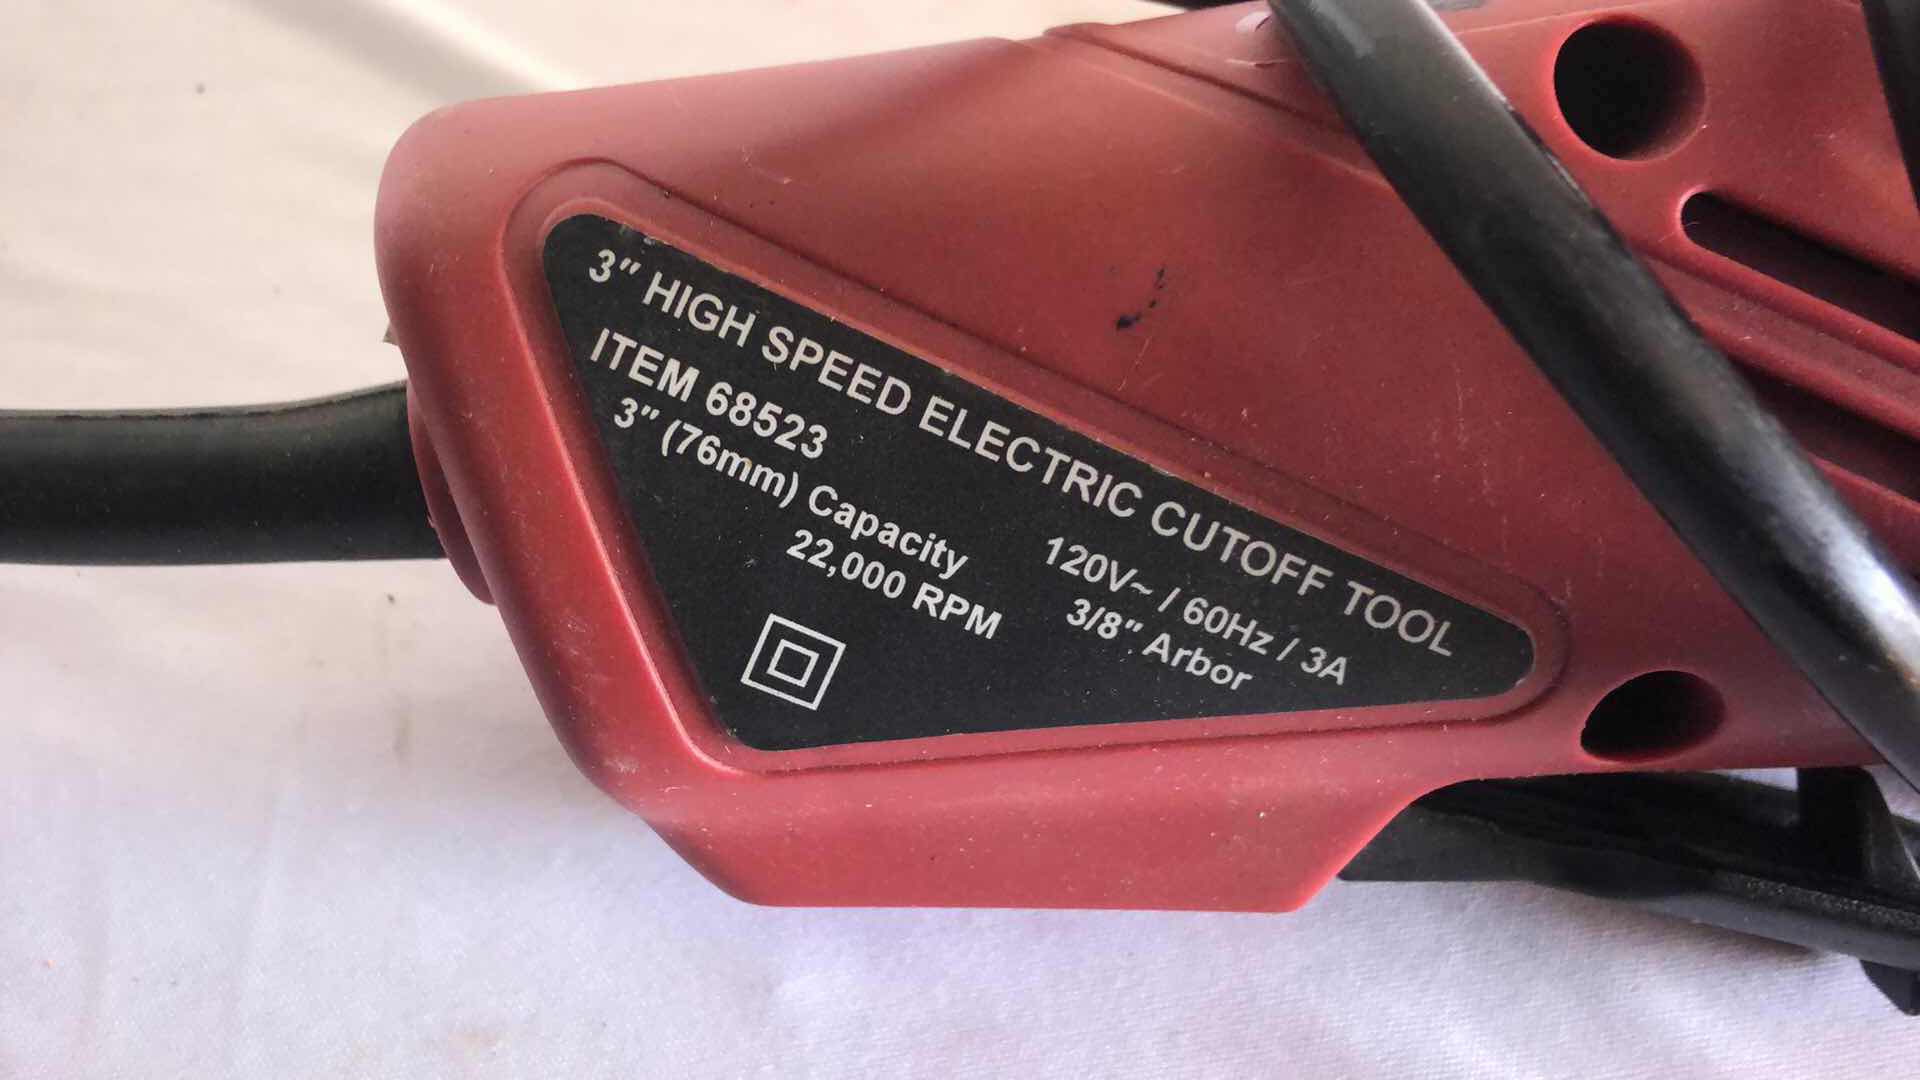 3" HIGH SPEED ELECTRIC CUTOFF TOOL
ITEM 68523
3" (76mm) Capacity
120V~ / 60Hz / 3A
22,000 RPM
3/8" Arbor